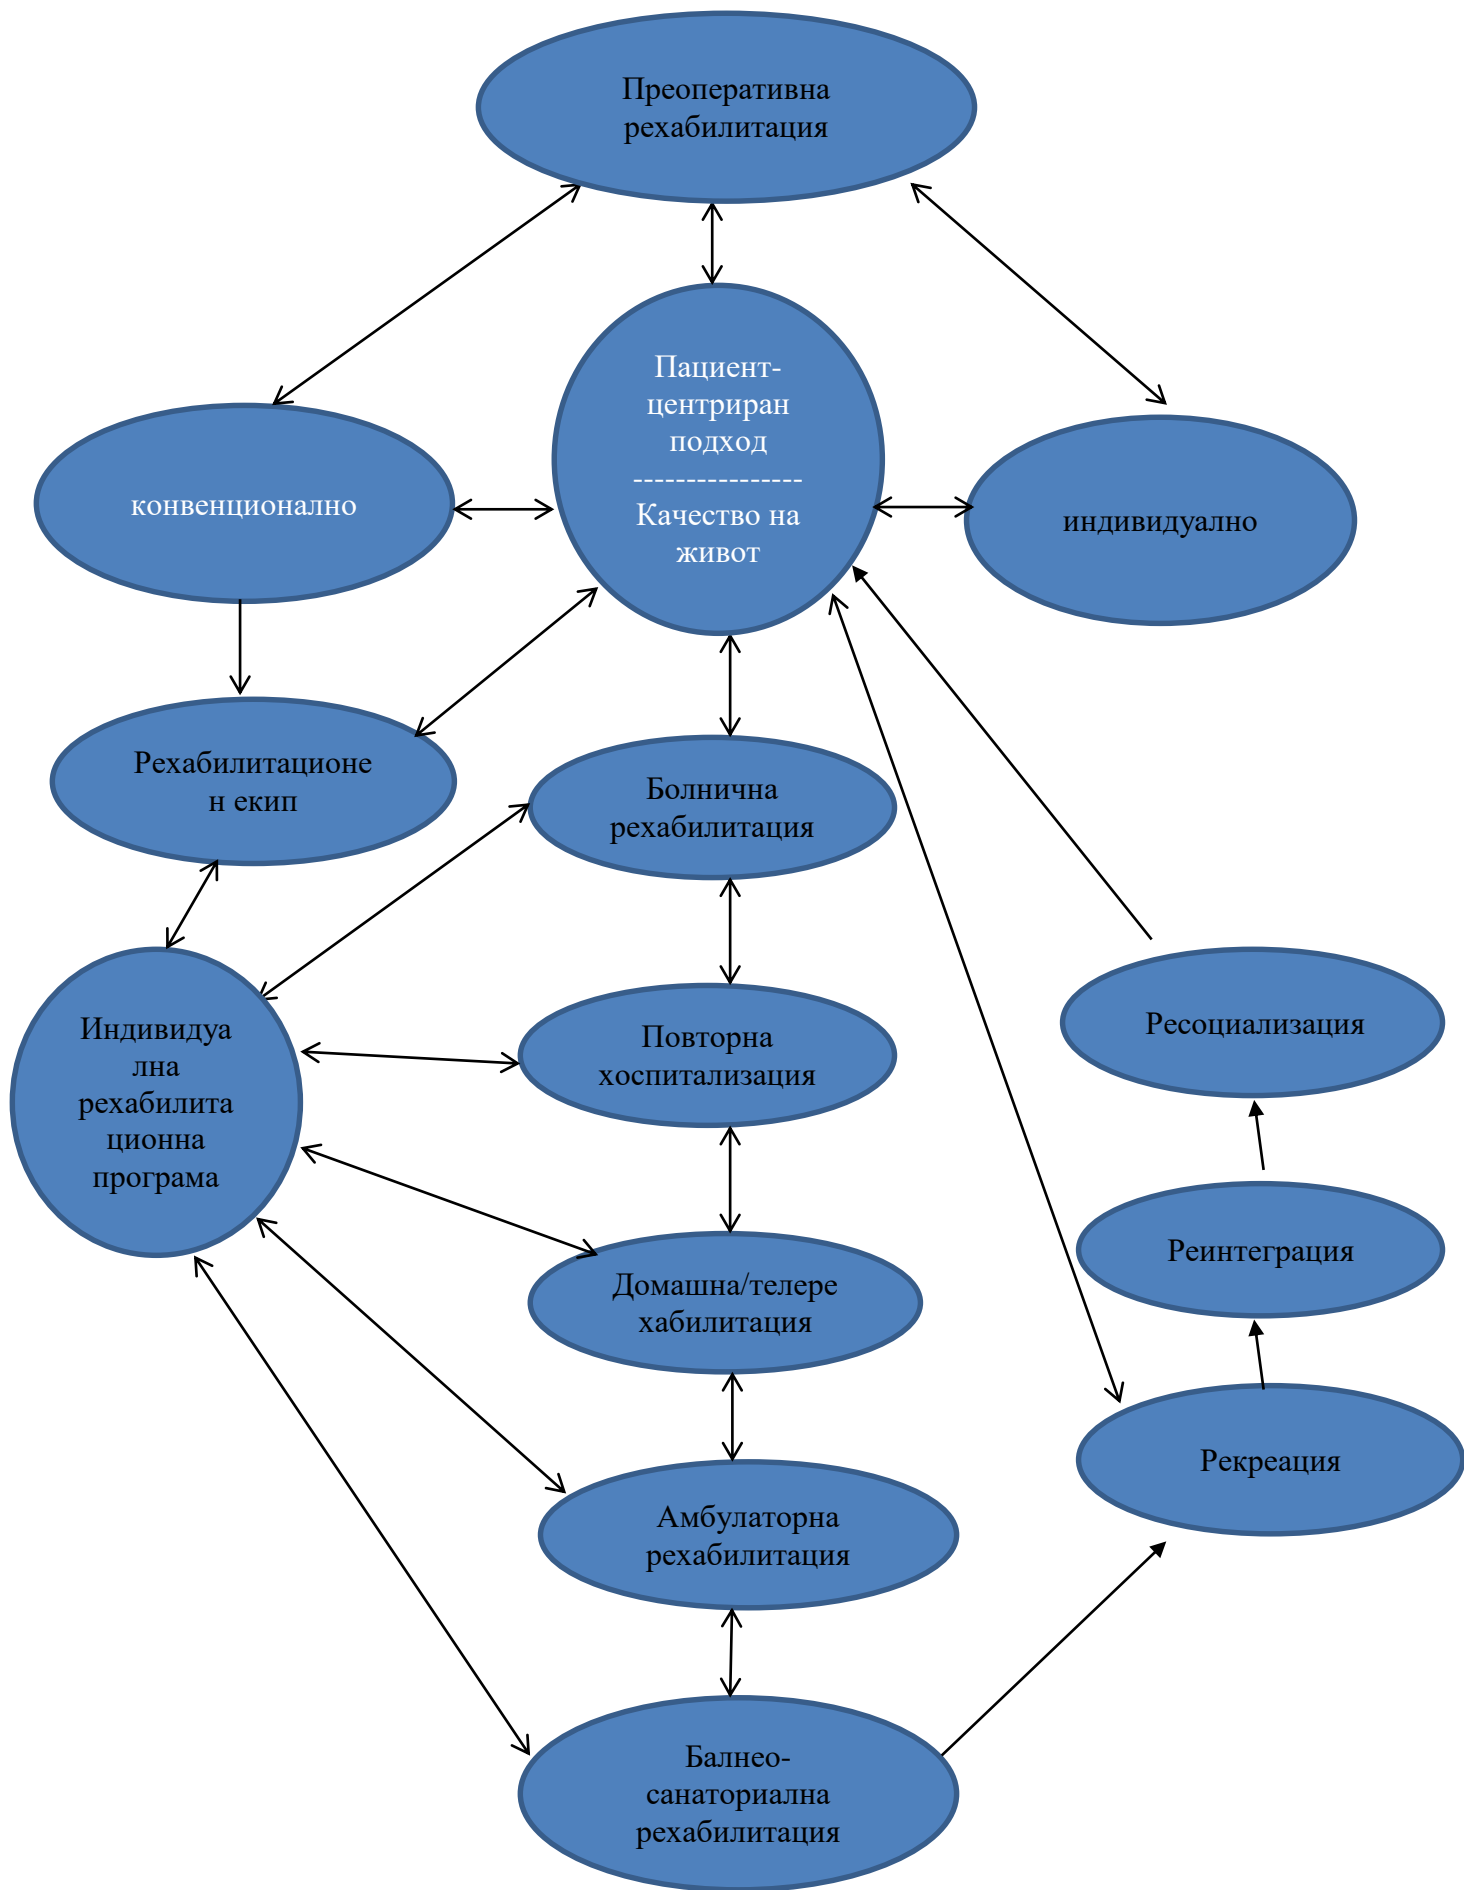 Преоперативна
рехабилитация
Пациент-
центриран
подход
----------------
Качество на
живот
конвенционално
индивидуално
Рехабилитационе
н екип
Болнична
рехабилитация
Индивидуа
лна
рехабилита
ционна
програма
Повторна
хоспитализация
Ресоциализация
Домашна/телере
хабилитация
Реинтеграция
Амбулаторна
рехабилитация
Рекреация
Балнео-
санаториална
рехабилитация